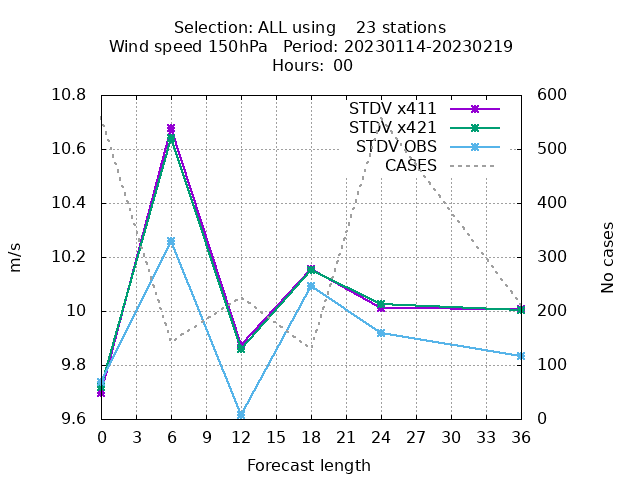 Selection: ALL using    23 stations
Wind speed 150hPa   Period: 20230114-20230219
Hours:  00
STDV x411
STDV x421
STDV OBS
CASES
10.8
10.6
10.4
10.2
10
9.8
9.6
600
500
400
300
200
100
0
m/s
No cases
0 3 6 9 12 15 18 21 24 27 30 33 36
Forecast length